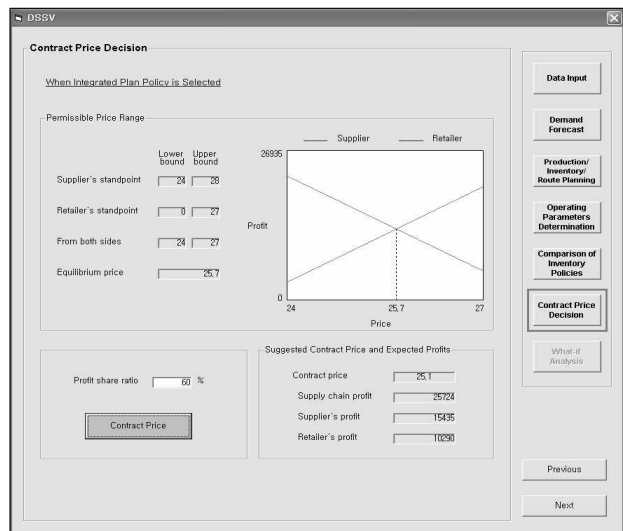 DSSV
Contract Price Decision
When Integrated Plan Policy is Selected
Permissible Price Range
Lower bound
Upper bound
Supplier's standpoint 24 28
Retailer's standpoint 0 27
From both sides 24 27
Equilibrium price 25,7
Supplier Retailer
26935
Profit
0
24 25,7 27
Price
Profit share ratio 60 %
Contract Price
Suggested Contract Price and Expected Profits
Contract price 25,1
Supply chain profit 25724
Supplier's profit 15435
Retailer's profit 10290
Data Input
Demand
Forecast
Production/
Inventory/
Route Planning
Operating
Parameters
Determination
Comparison of
Inventory
Policies
Contract Price
Decision
What-if
Analysis
Previous
Next